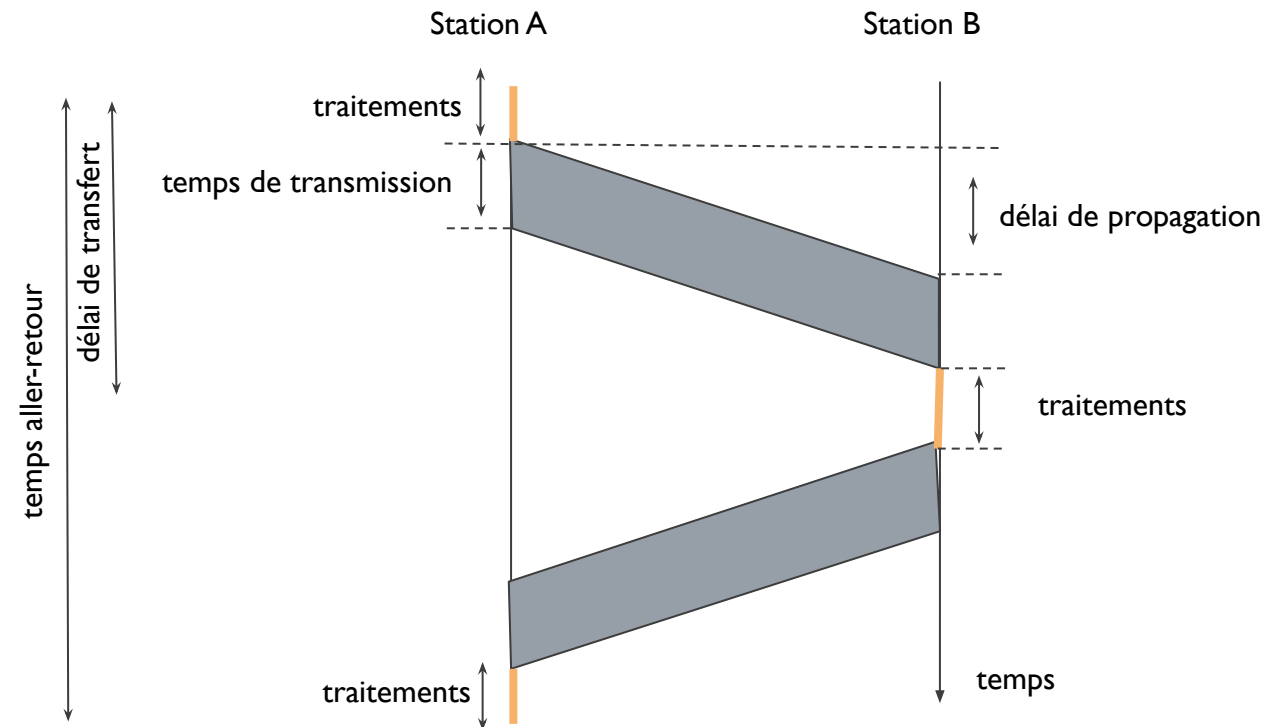 Station A
Station B
traitements
temps de transmission
délai de propagation
délai de transfert
temps aller-retour
traitements
traitements
temps